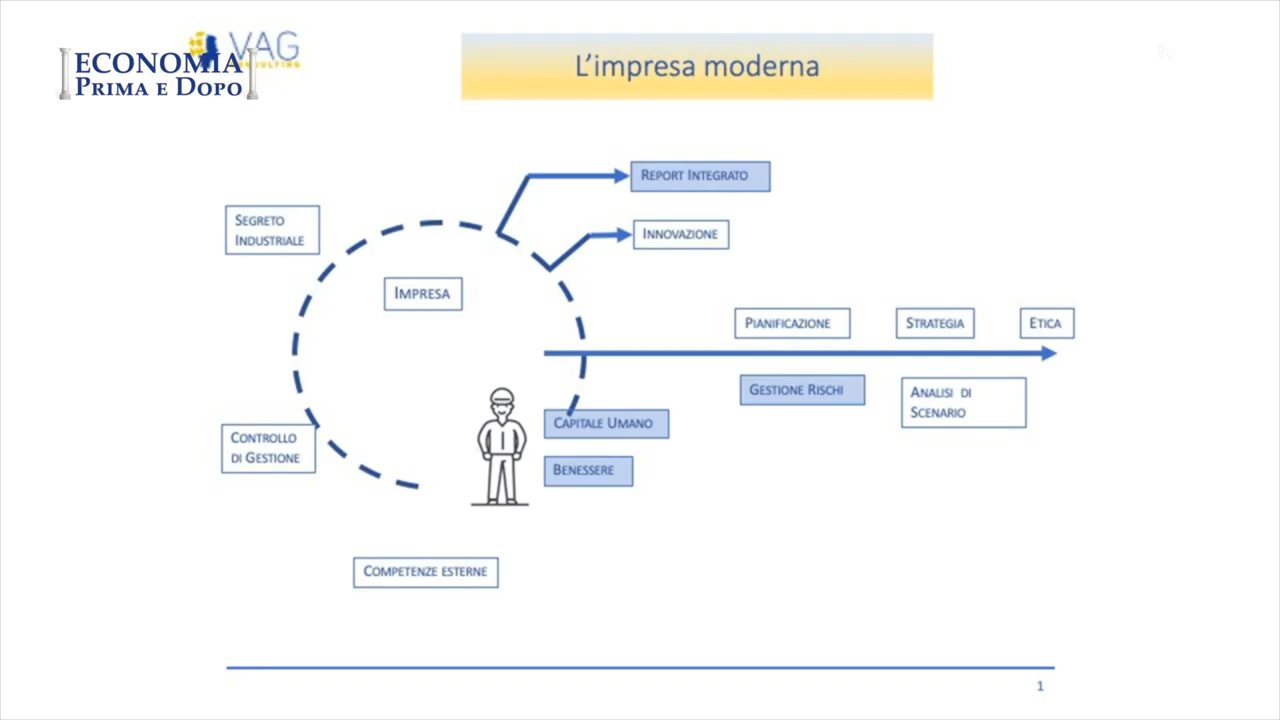 VAG
ECONOMIA
PRIMA E DOPO
L'impresa moderna
REPORT INTEGRATO
SEGRETO
INDUSTRIALE
INNOVAZIONE
IMPRESA
PIANIFICAZIONE
STRATEGIA
ETICA
GESTIONE RISCHI
ANALISI DI
SCENARIO
CAPITALE UMANO
CONTROLLO
DI GESTIONE
BENESSERE
COMPETENZE ESTERNE
1